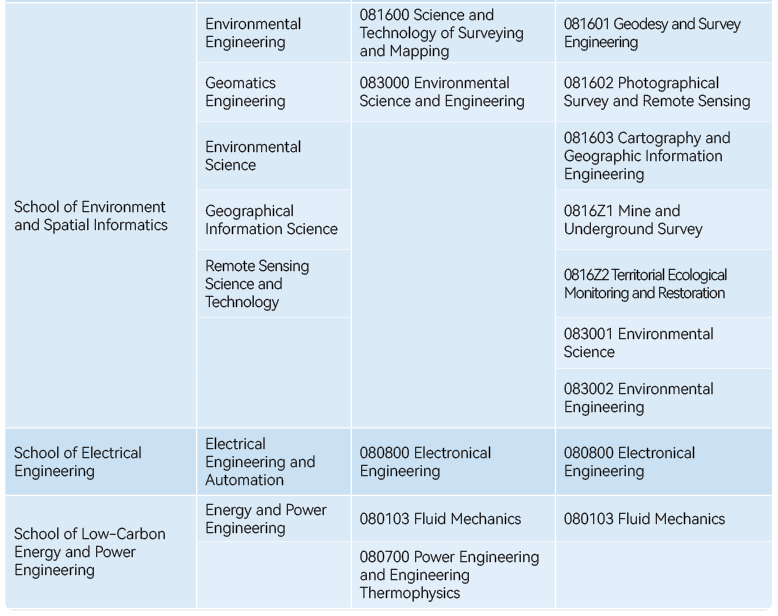 School of Environment
and Spatial Informatics
Environmental
Engineering
081600 Science and
Technology of Surveying
and Mapping
081601 Geodesy and Survey
Engineering
Geomatics
Engineering
083000 Environmental
Science and Engineering
081602 Photographical
Survey and Remote Sensing
Environmental
Science
081603 Cartography and
Geographic Information
Engineering
Geographical
Information Science
0816Z1 Mine and
Underground Survey
Remote Sensing
Science and
Technology
0816Z2 Territorial Ecological
Monitoring and Restoration
083001 Environmental
Science
083002 Environmental
Engineering
School of Electrical
Engineering
Electrical
Engineering and
Automation
080800 Electronical
Engineering
080800 Electronical
Engineering
School of Low-Carbon
Energy and Power
Engineering
Energy and Power
Engineering
080103 Fluid Mechanics
080103 Fluid Mechanics
080700 Power Engineering
and Engineering
Thermophysics